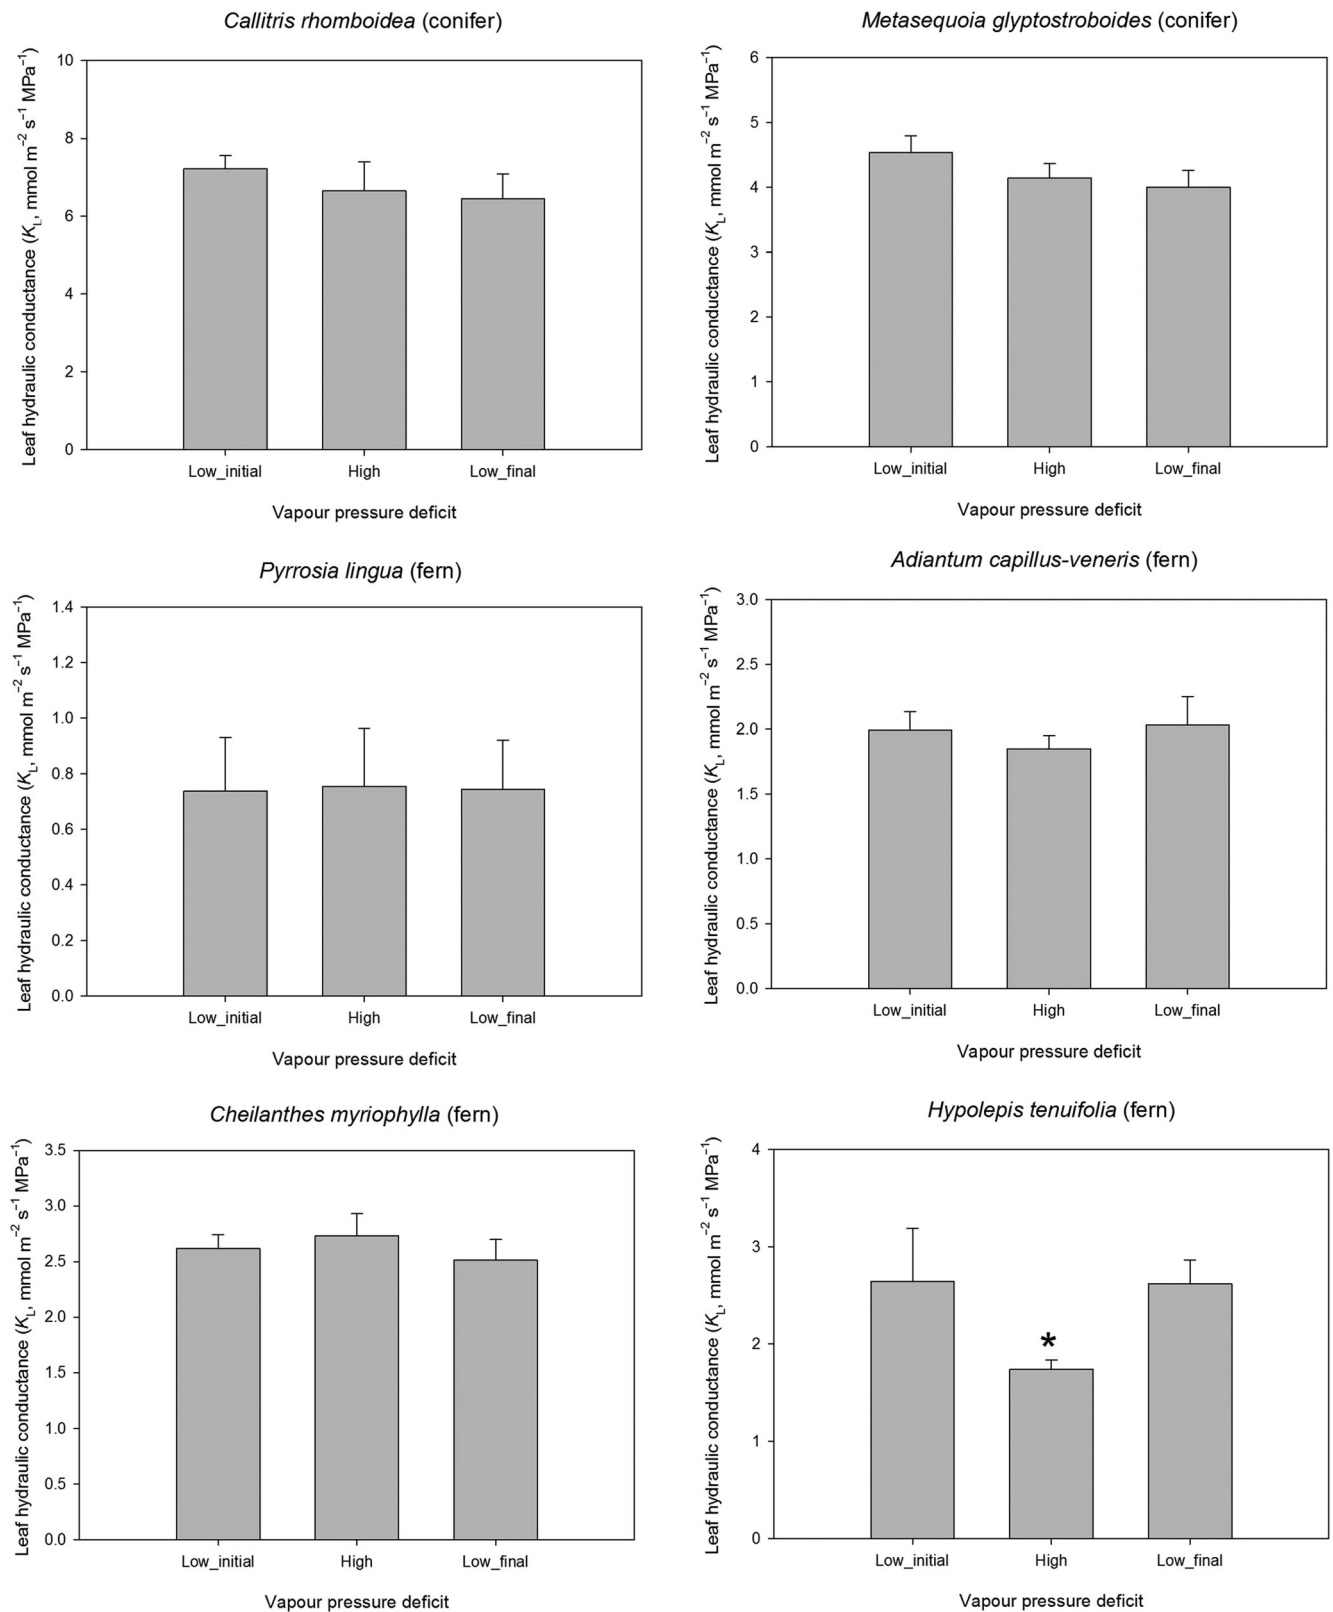 Callitris rhomboidea (conifer)
Leaf hydraulic conductance (K_L, mmol m⁻² s⁻¹ MPa⁻¹)
10
8
6
4
2
0
Low_initial High Low_final
Vapour pressure deficit
Metasequoia glyptostroboides (conifer)
Leaf hydraulic conductance (K_L, mmol m⁻² s⁻¹ MPa⁻¹)
6
5
4
3
2
1
0
Low_initial High Low_final
Vapour pressure deficit
Pyrrosia lingua (fern)
Leaf hydraulic conductance (K_L, mmol m⁻² s⁻¹ MPa⁻¹)
1.4
1.2
1.0
0.8
0.6
0.4
0.2
0.0
Low_initial High Low_final
Vapour pressure deficit
Adiantum capillus-veneris (fern)
Leaf hydraulic conductance (K_L, mmol m⁻² s⁻¹ MPa⁻¹)
3.0
2.5
2.0
1.5
1.0
0.5
0.0
Low_initial High Low_final
Vapour pressure deficit
Cheilanthes myriophylla (fern)
Leaf hydraulic conductance (K_L, mmol m⁻² s⁻¹ MPa⁻¹)
3.5
3.0
2.5
2.0
1.5
1.0
0.5
0.0
Low_initial High Low_final
Vapour pressure deficit
Hypolepis tenuifolia (fern)
Leaf hydraulic conductance (K_L, mmol m⁻² s⁻¹ MPa⁻¹)
4
3
2
1
0
*
Low_initial High Low_final
Vapour pressure deficit